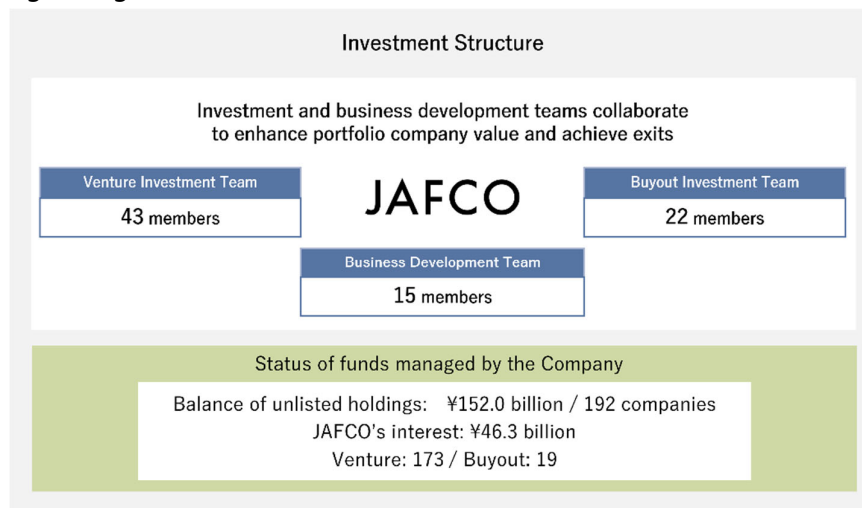 Investment Structure
Investment and business development teams collaborate
to enhance portfolio company value and achieve exits
Venture Investment Team
43 members
JAFCO
Buyout Investment Team
22 members
Business Development Team
15 members
Status of funds managed by the Company
Balance of unlisted holdings: ¥152.0 billion / 192 companies
JAFCO's interest: ¥46.3 billion
Venture: 173 / Buyout: 19